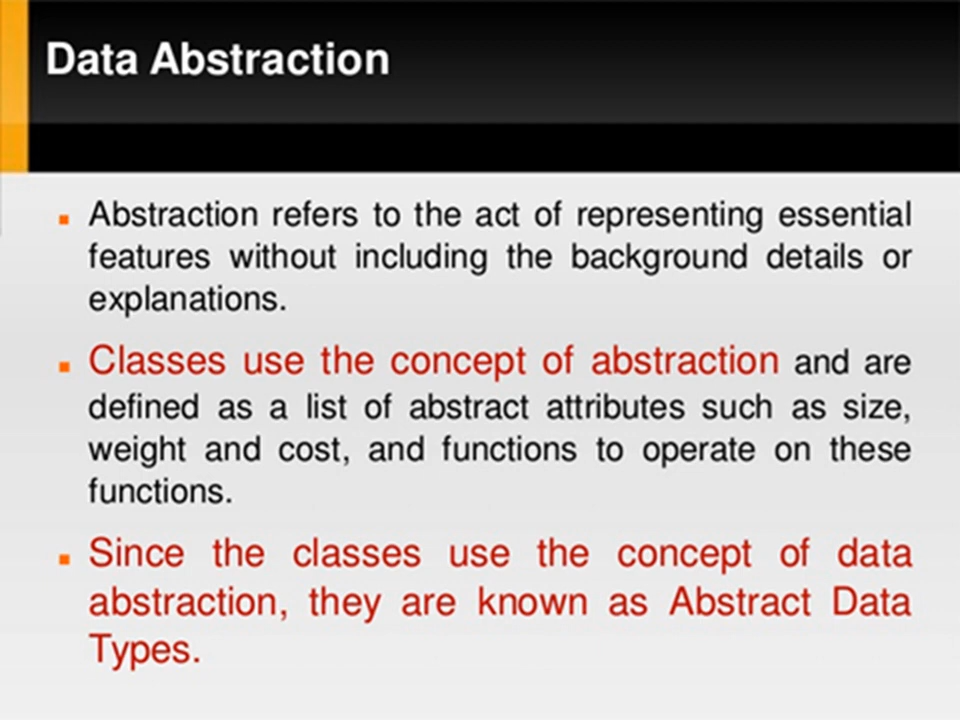 Data Abstraction
Abstraction refers to the act of representing essential
features without including the background details or
explanations.
Classes use the concept of abstraction and are
defined as a list of abstract attributes such as size,
weight and cost, and functions to operate on these
functions.
Since the classes use the concept of data
abstraction, they are known as Abstract Data
Types.